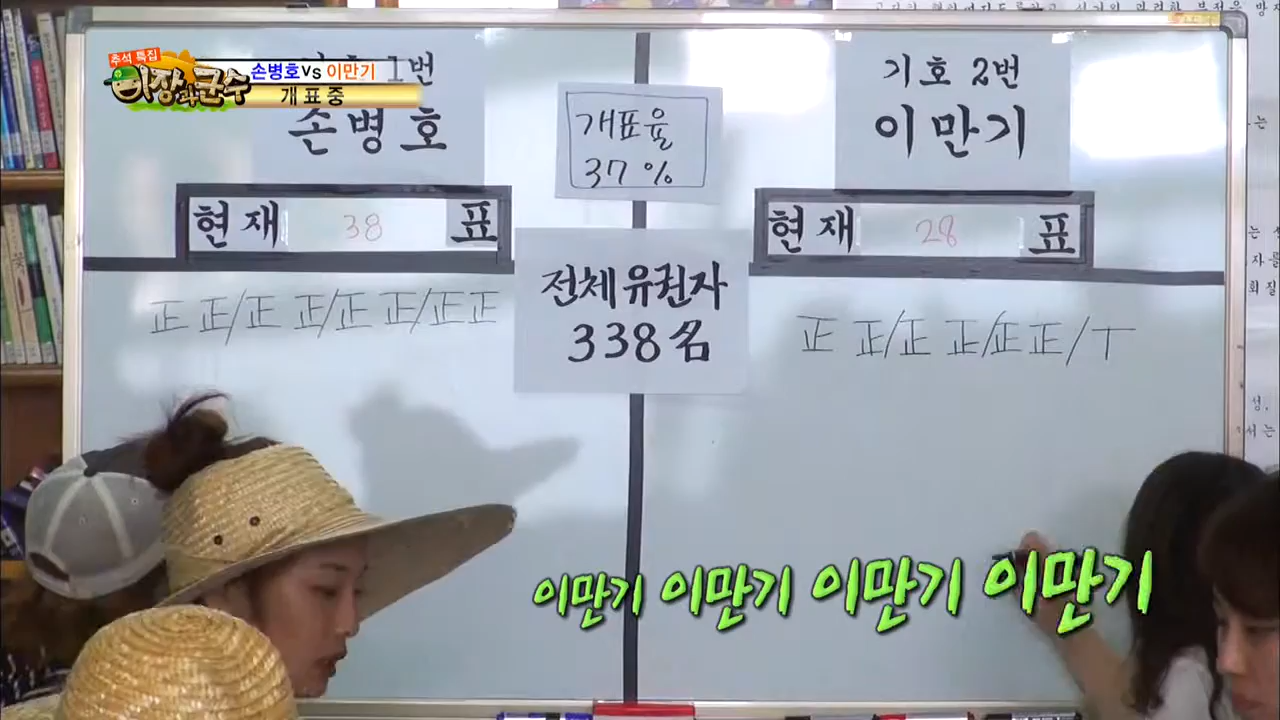 추석 특집
이장과 군수
손병호 Vs 이만기
개표중
1번
손병호
현재 38 표
正 正/正 正/正 正/正正
개표율
37 %
전체유권자
338名
기호 2번
이만기
현재 28 표
正 正/正 正/正正/丅
이만기 이만기 이만기 이만기